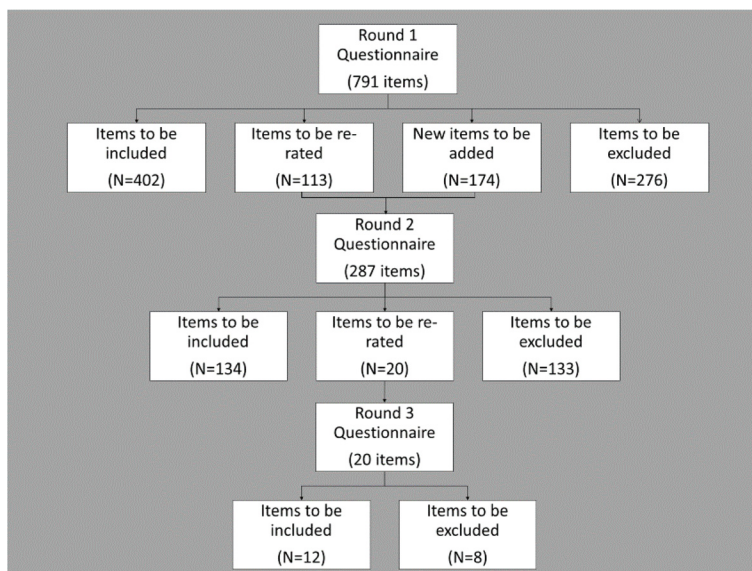 Round 1
Questionnaire
(791 items)
Items to be
included
(N=402)
Items to be re-
rated
(N=113)
New items to be
added
(N=174)
Items to be
excluded
(N=276)
Round 2
Questionnaire
(287 items)
Items to be
included
(N=134)
Items to be re-
rated
(N=20)
Items to be
excluded
(N=133)
Round 3
Questionnaire
(20 items)
Items to be
included
(N=12)
Items to be
excluded
(N=8)